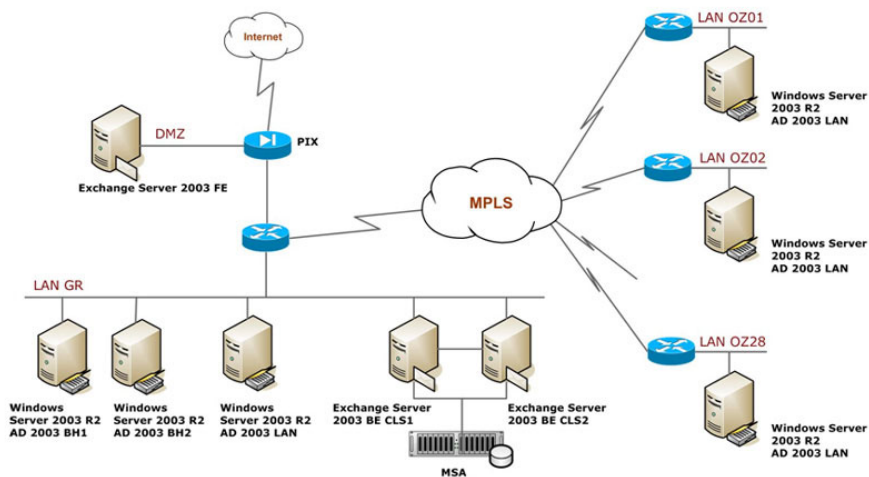 Internet
DMZ
PIX
Exchange Server 2003 FE
MPLS
LAN OZ01
Windows Server
2003 R2
AD 2003 LAN
LAN OZ02
Windows Server
2003 R2
AD 2003 LAN
LAN OZ28
Windows Server
2003 R2
AD 2003 LAN
LAN GR
Windows
Server 2003 R2
AD 2003 BH1
Windows
Server 2003 R2
AD 2003 BH2
Windows
Server 2003 R2
AD 2003 LAN
Exchange Server
2003 BE CLS1
Exchange Server
2003 BE CLS2
MSA